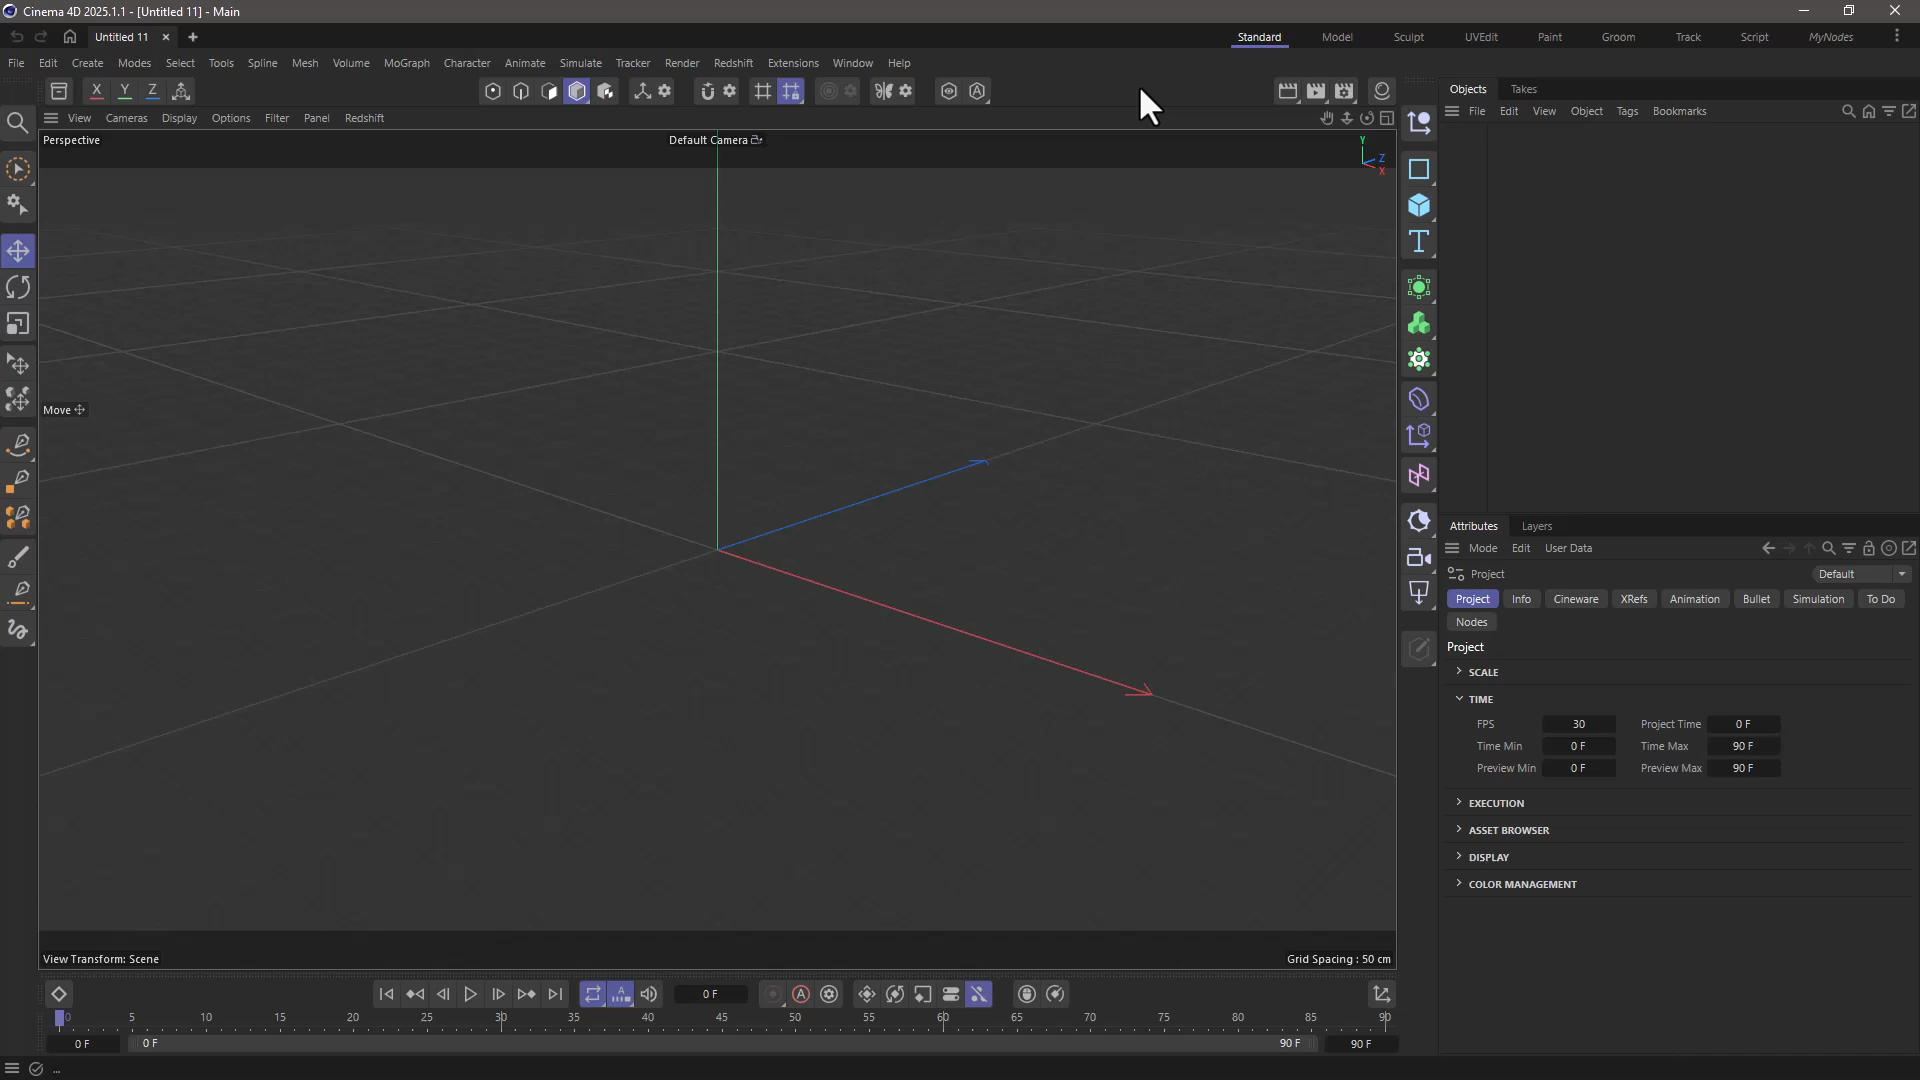 Cinema 4D 2025.1.1 - [Untitled 11] - Main
Untitled 11
Standard Model Sculpt UVEdit Paint Groom Track Script MyNodes
File Edit Create Modes Select Tools Spline Mesh Volume MoGraph Character Animate Simulate Tracker Render Redshift Extensions Window Help
X Y Z
Objects Takes
File Edit View Object Tags Bookmarks
View Cameras Display Options Filter Panel Redshift
Perspective
Default Camera
Y
Z
X
Move
Attributes Layers
Mode Edit User Data
Project
Default
Project Info Cineware XRefs Animation Bullet Simulation To Do
Nodes
Project
SCALE
TIME
FPS 30 Project Time 0 F
Time Min 0 F Time Max 90 F
Preview Min 0 F Preview Max 90 F
EXECUTION
ASSET BROWSER
DISPLAY
COLOR MANAGEMENT
View Transform: Scene
Grid Spacing : 50 cm
A
0 F
A
0 5 10 15 20 25 30 35 40 45 50 55 60 65 70 75 80 85 90
0 F 0 F 90 F 90 F
...